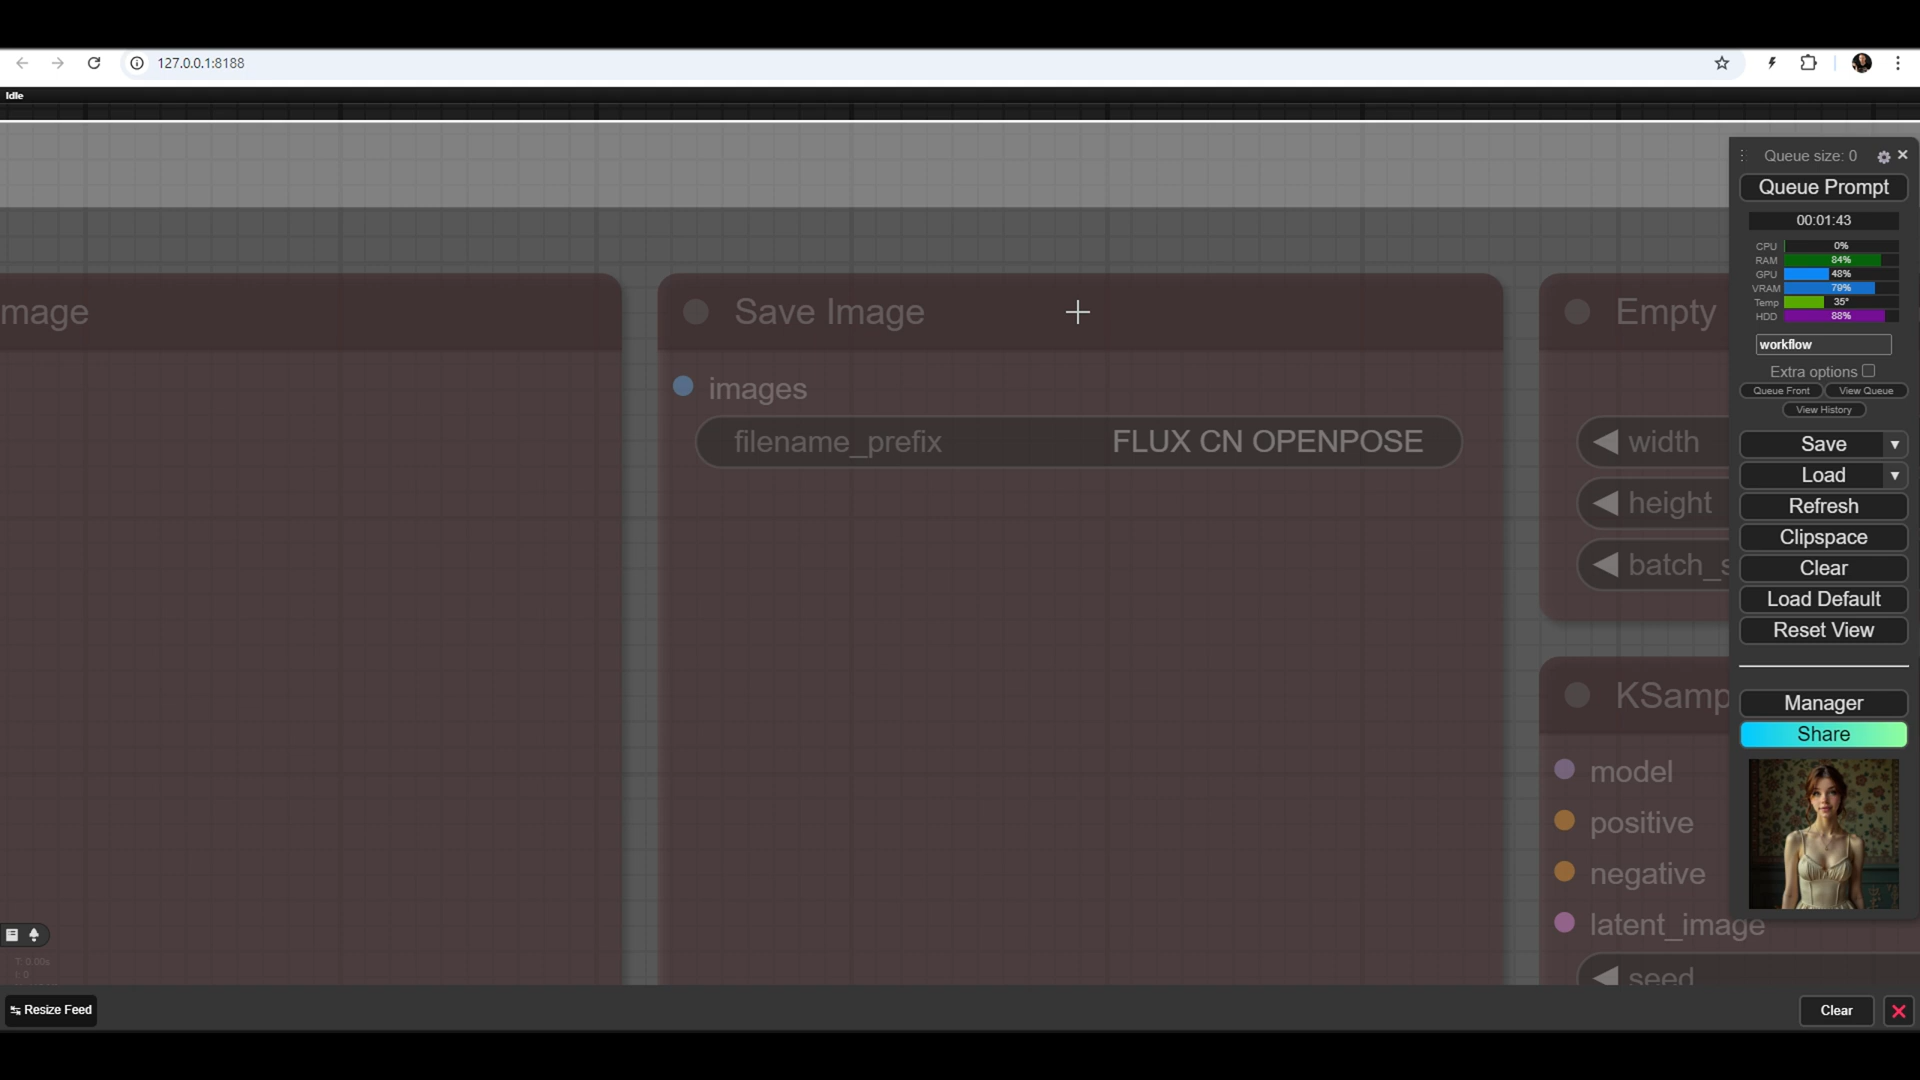 127.0.0.1:8188
Idle
Queue size: 0
Queue Prompt
00:01:43
CPU 0%
RAM 84%
GPU 48%
VRAM 79%
Temp 35°
HDD 88%
workflow
Extra options
Queue Front View Queue
View History
Save
Load
Refresh
Clipspace
Clear
Load Default
Reset View
Manager
Share
mage
Save Image
images
filename_prefix FLUX CN OPENPOSE
Empty
width
height
batch_s
KSamp
model
positive
negative
latent_image
seed
T: 0.00s
I: 0
Resize Feed
Clear